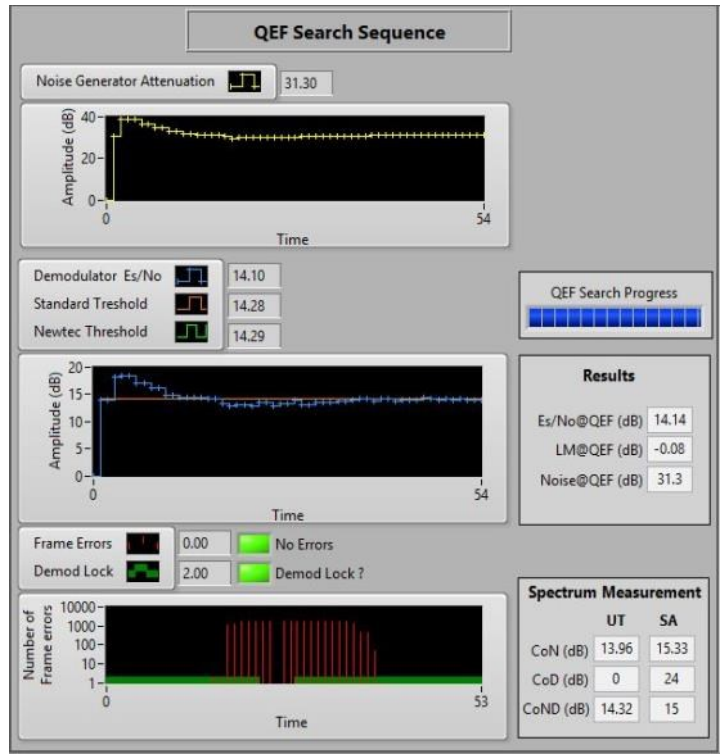 QEF Search Sequence
Noise Generator Attenuation 31.30
Amplitude (dB)
40
20
0
0 54
Time
Demodulator Es/No 14.10
Standard Treshold 14.28
Newtec Threshold 14.29
QEF Search Progress
Amplitude (dB)
20
15
10
5
0
0 54
Time
Results
Es/No@QEF (dB) 14.14
LM@QEF (dB) -0.08
Noise@QEF (dB) 31.3
Frame Errors 0.00 No Errors
Demod Lock 2.00 Demod Lock ?
Number of
Frame errors
10000
1000
100
10
1
0 53
Time
Spectrum Measurement
UT SA
CoN (dB) 13.96 15.33
CoD (dB) 0 24
CoND (dB) 14.32 15